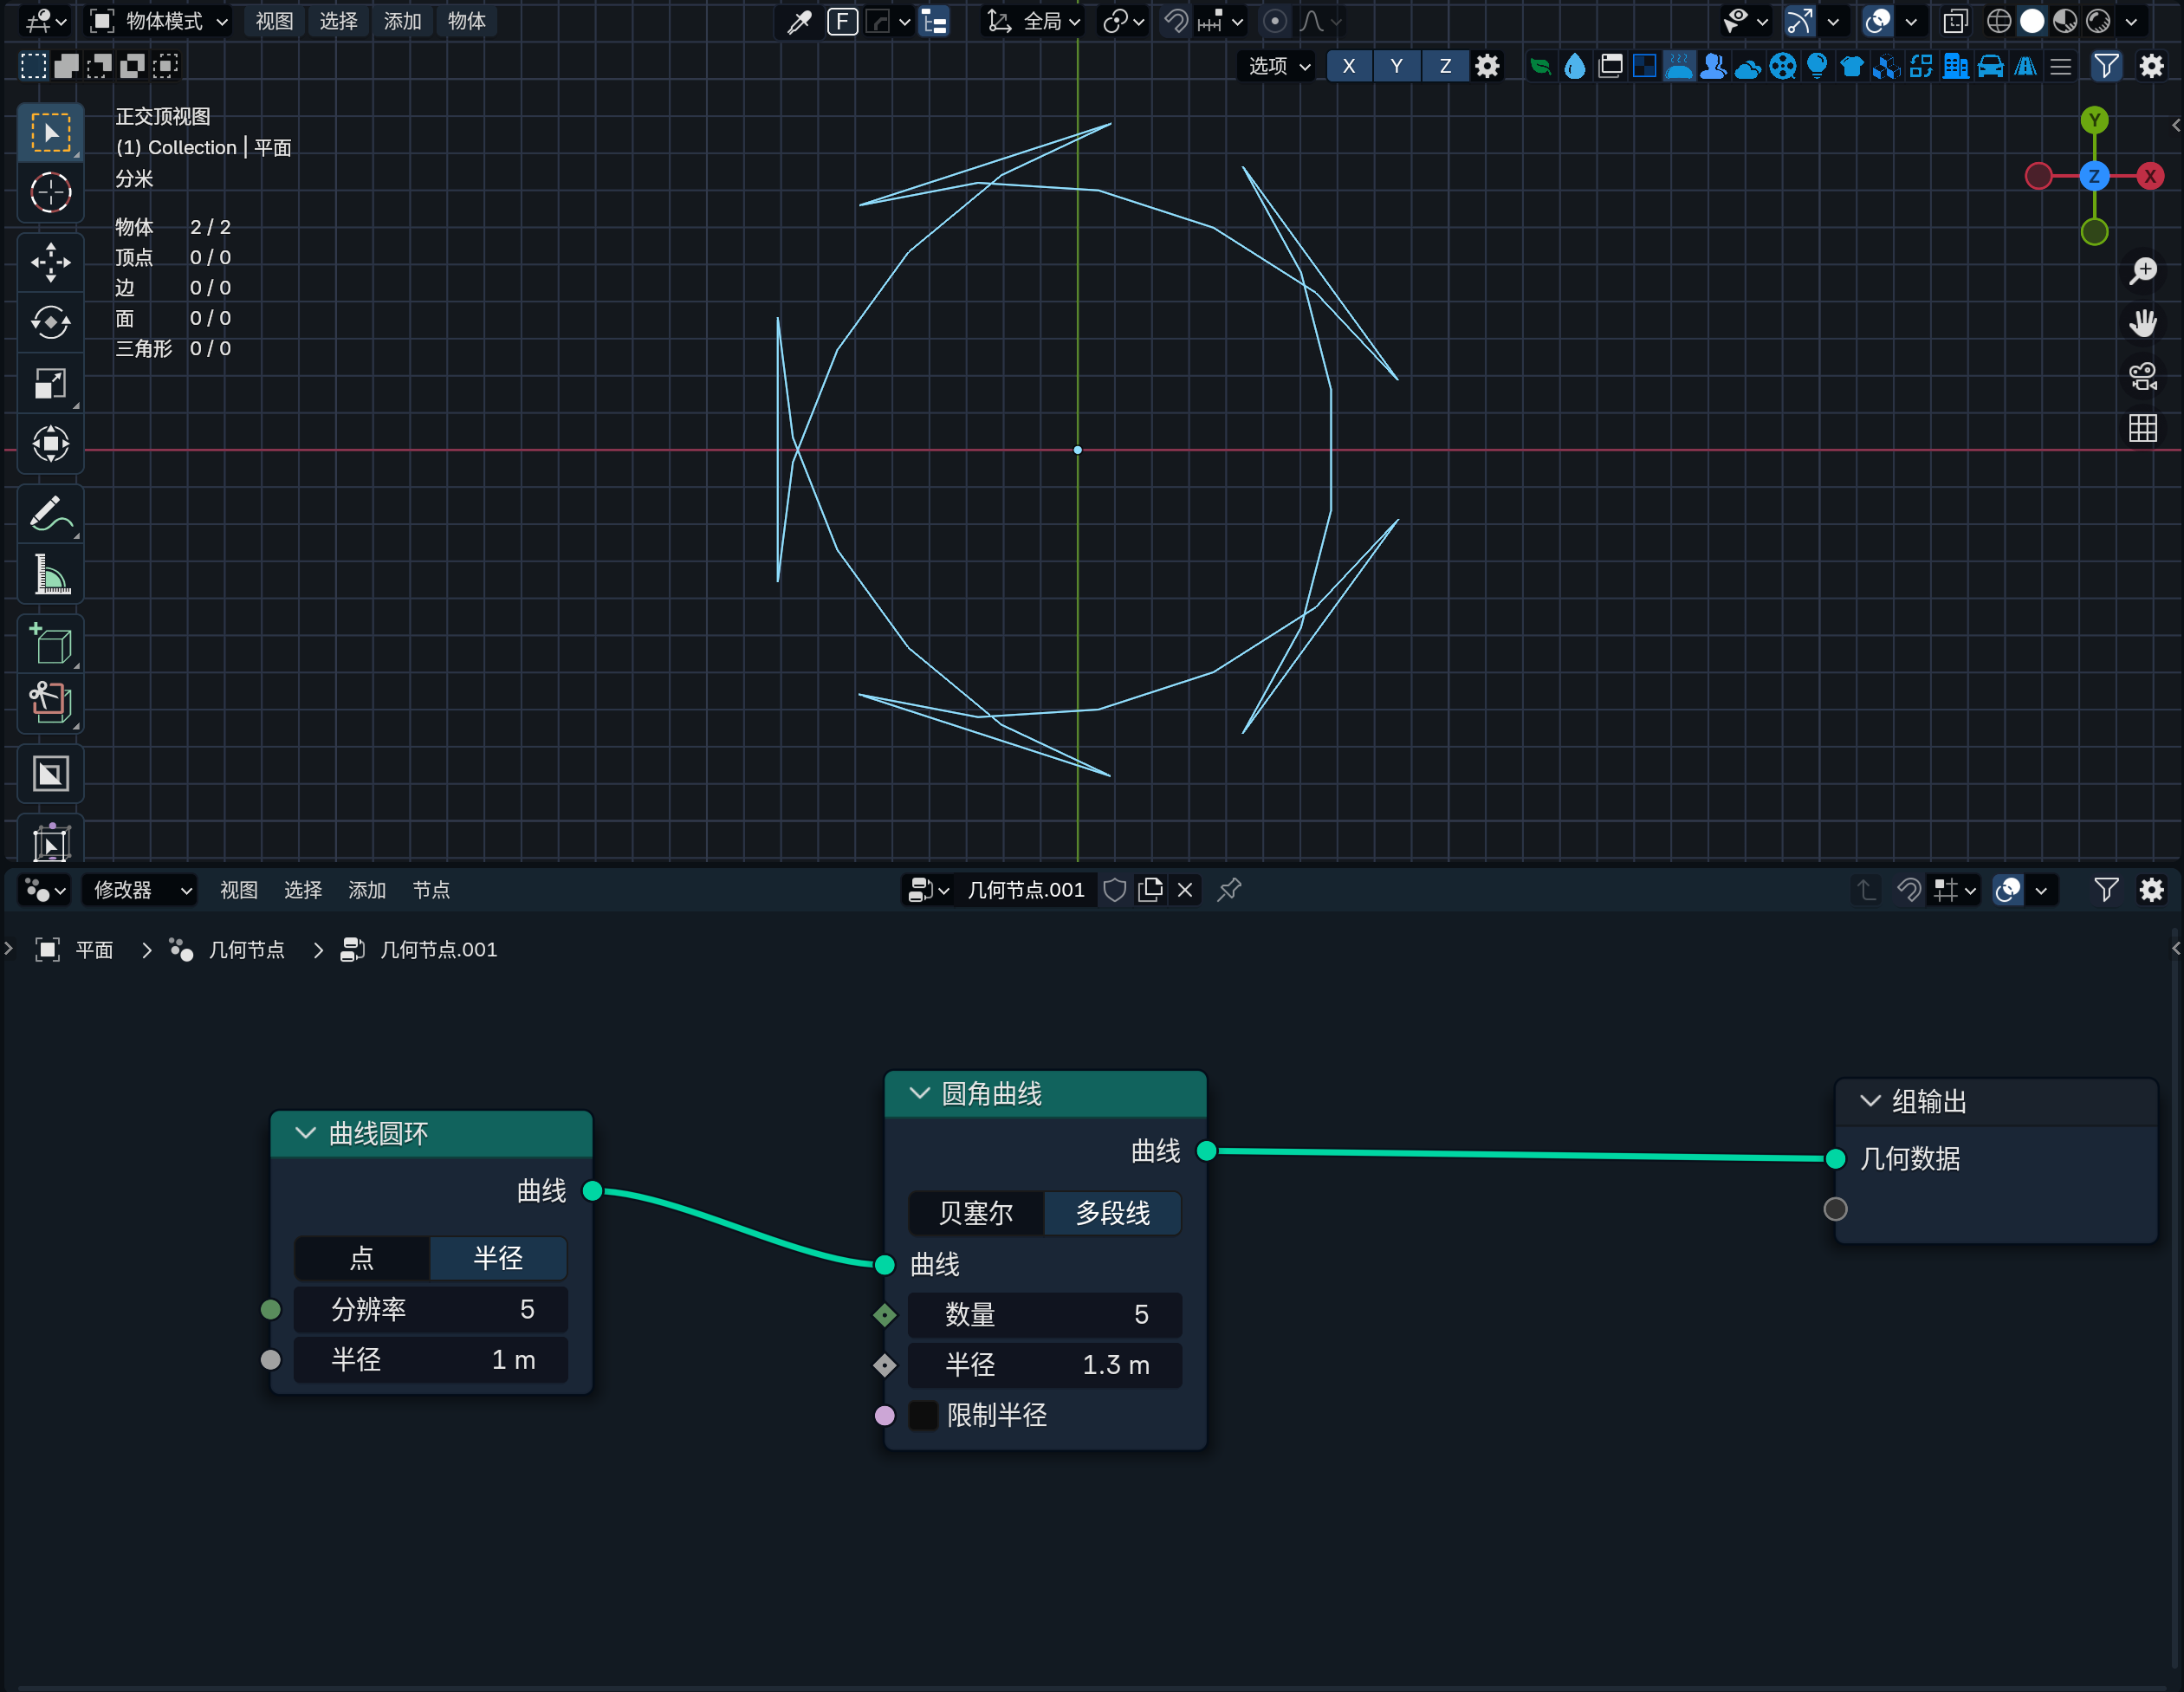 物体模式 视图 选择 添加 物体 F 全局
选项 X Y Z
正交顶视图
(1) Collection | 平面
分米
物体 2 / 2
顶点 0 / 0
边 0 / 0
面 0 / 0
三角形 0 / 0
Y
Z X
修改器 视图 选择 添加 节点 几何节点.001
平面 几何节点 几何节点.001
曲线圆环
曲线
点 半径
分辨率 5
半径 1 m
圆角曲线
曲线
贝塞尔 多段线
曲线
数量 5
半径 1.3 m
限制半径
组输出
几何数据